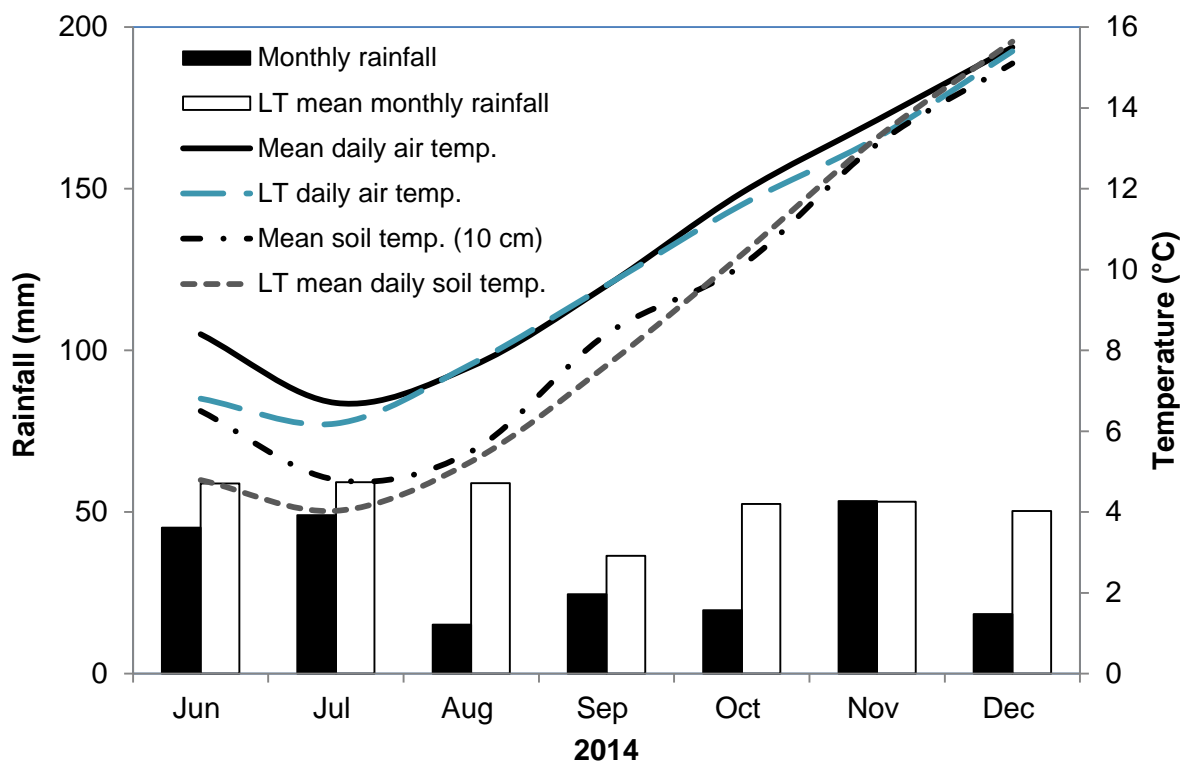 200
150
100
50
0
Rainfall (mm)
Monthly rainfall
LT mean monthly rainfall
Mean daily air temp.
LT daily air temp.
Mean soil temp. (10 cm)
LT mean daily soil temp.
16
14
12
10
8
6
4
2
0
Temperature (°C)
Jun Jul Aug Sep Oct Nov Dec
2014